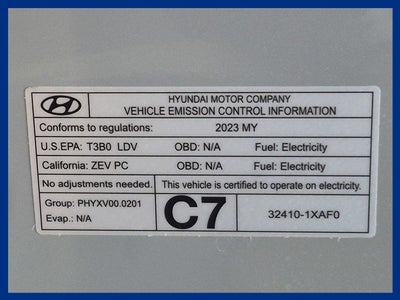 HYUNDAI MOTOR COMPANY
VEHICLE EMISSION CONTROL INFORMATION
Conforms to regulations: 2023 MY
U.S.EPA: T3B0 LDV OBD: N/A Fuel: Electricity
California: ZEV PC OBD: N/A Fuel: Electricity
No adjustments needed. This vehicle is certified to operate on electricity.
Group: PHYXV00.0201
Evap.: N/A
C7
32410-1XAF0